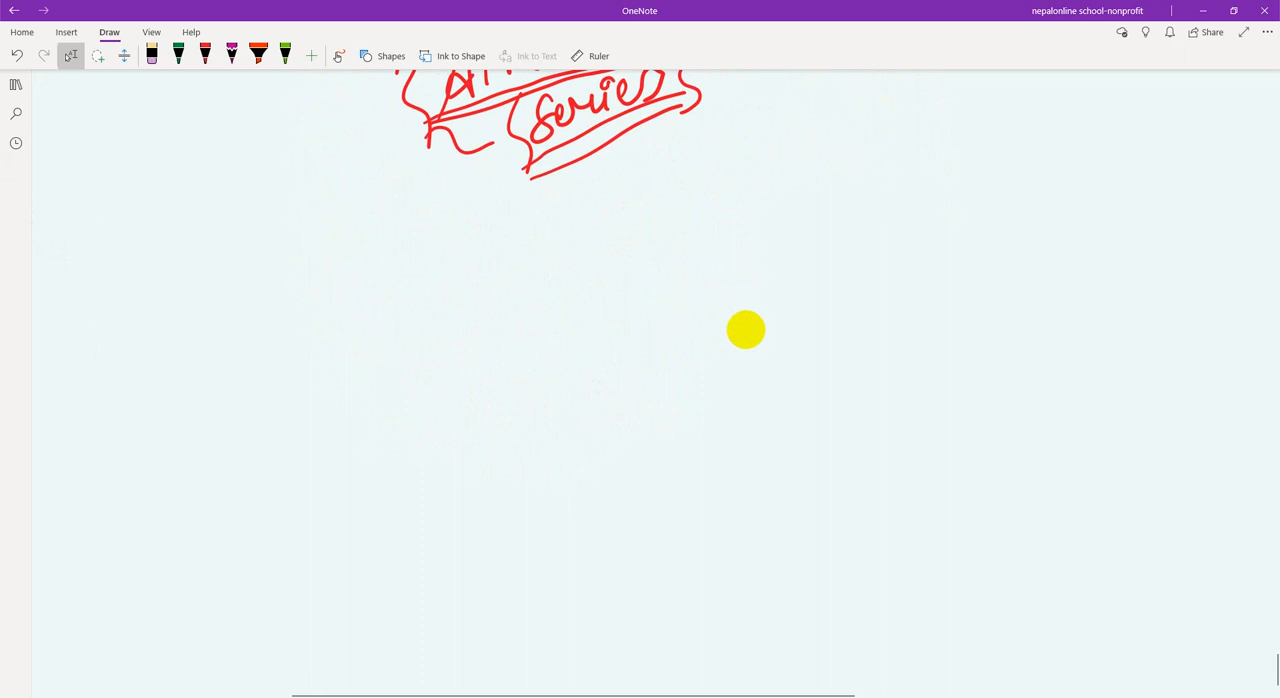 OneNote
nepalonline school-nonprofit
Home Insert Draw View Help
Share
Shapes Ink to Shape Ink to Text Ruler
Series